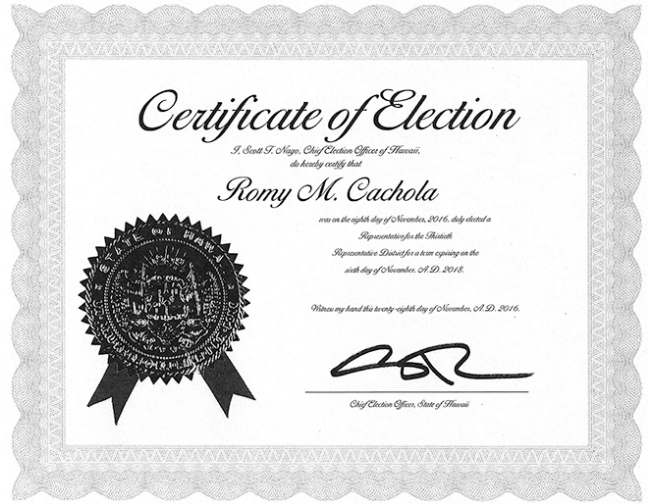 Certificate of Election
I, Scott T. Nago, Chief Election Officer of Hawaii,
do hereby certify that
Romy M. Cachola
was on the eighth day of November, 2016, duly elected a
Representative for the Thirtieth
Representative District for a term expiring on the
sixth day of November, A.D. 2018.
Witness my hand this twenty-eighth day of November, A.D. 2016.
Chief Election Officer, State of Hawaii
STATE OF HAWA